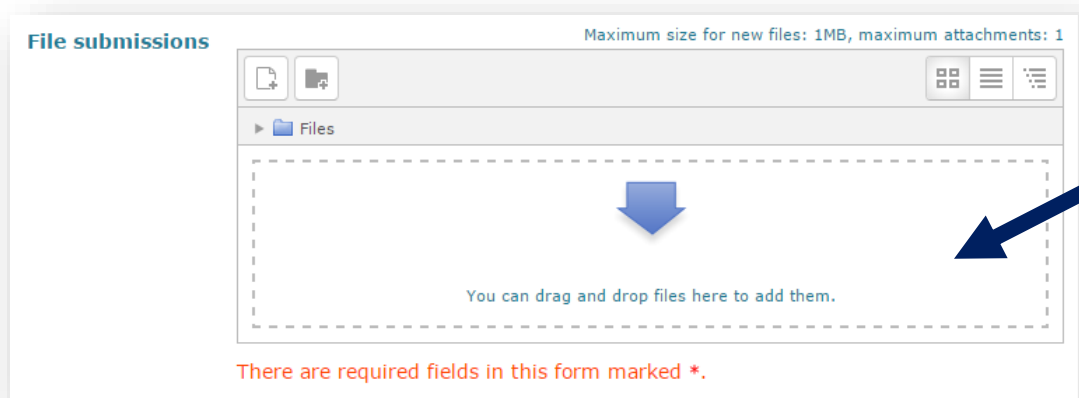 Maximum size for new files: 1MB, maximum attachments: 1
File submissions
Files
You can drag and drop files here to add them.
There are required fields in this form marked *.